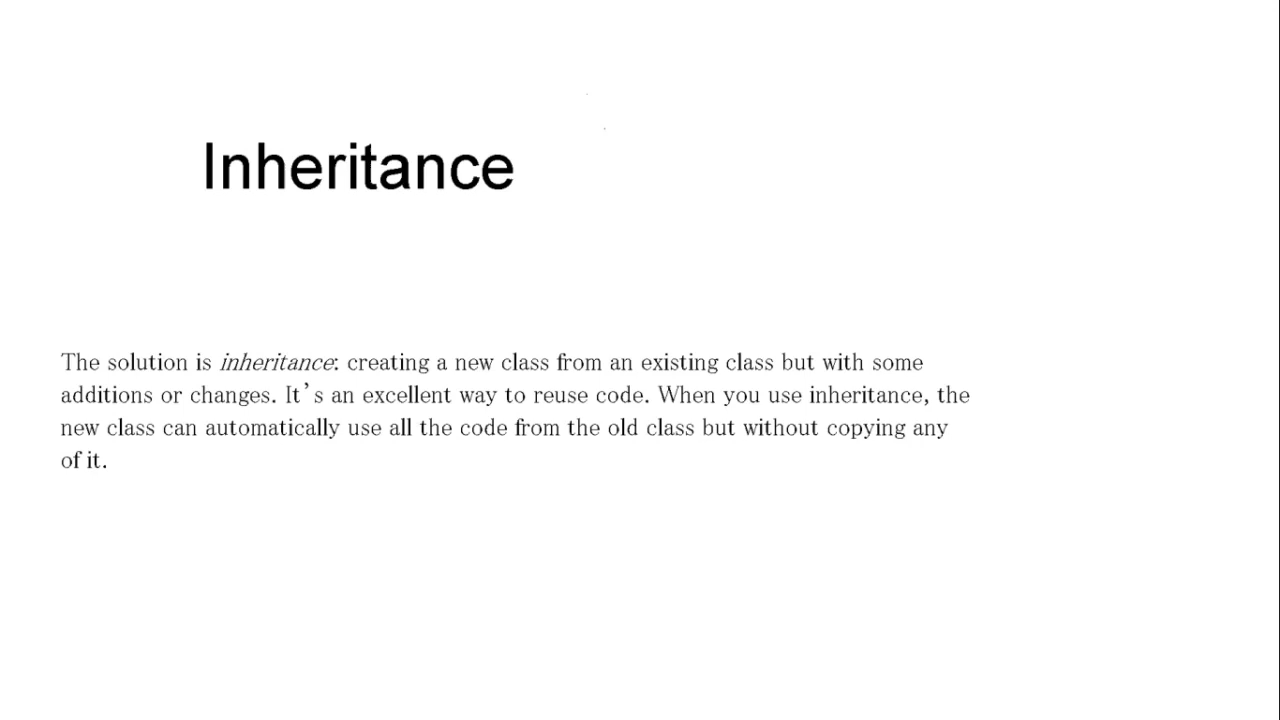 Inheritance
The solution is inheritance: creating a new class from an existing class but with some
additions or changes. It’s an excellent way to reuse code. When you use inheritance, the
new class can automatically use all the code from the old class but without copying any
of it.